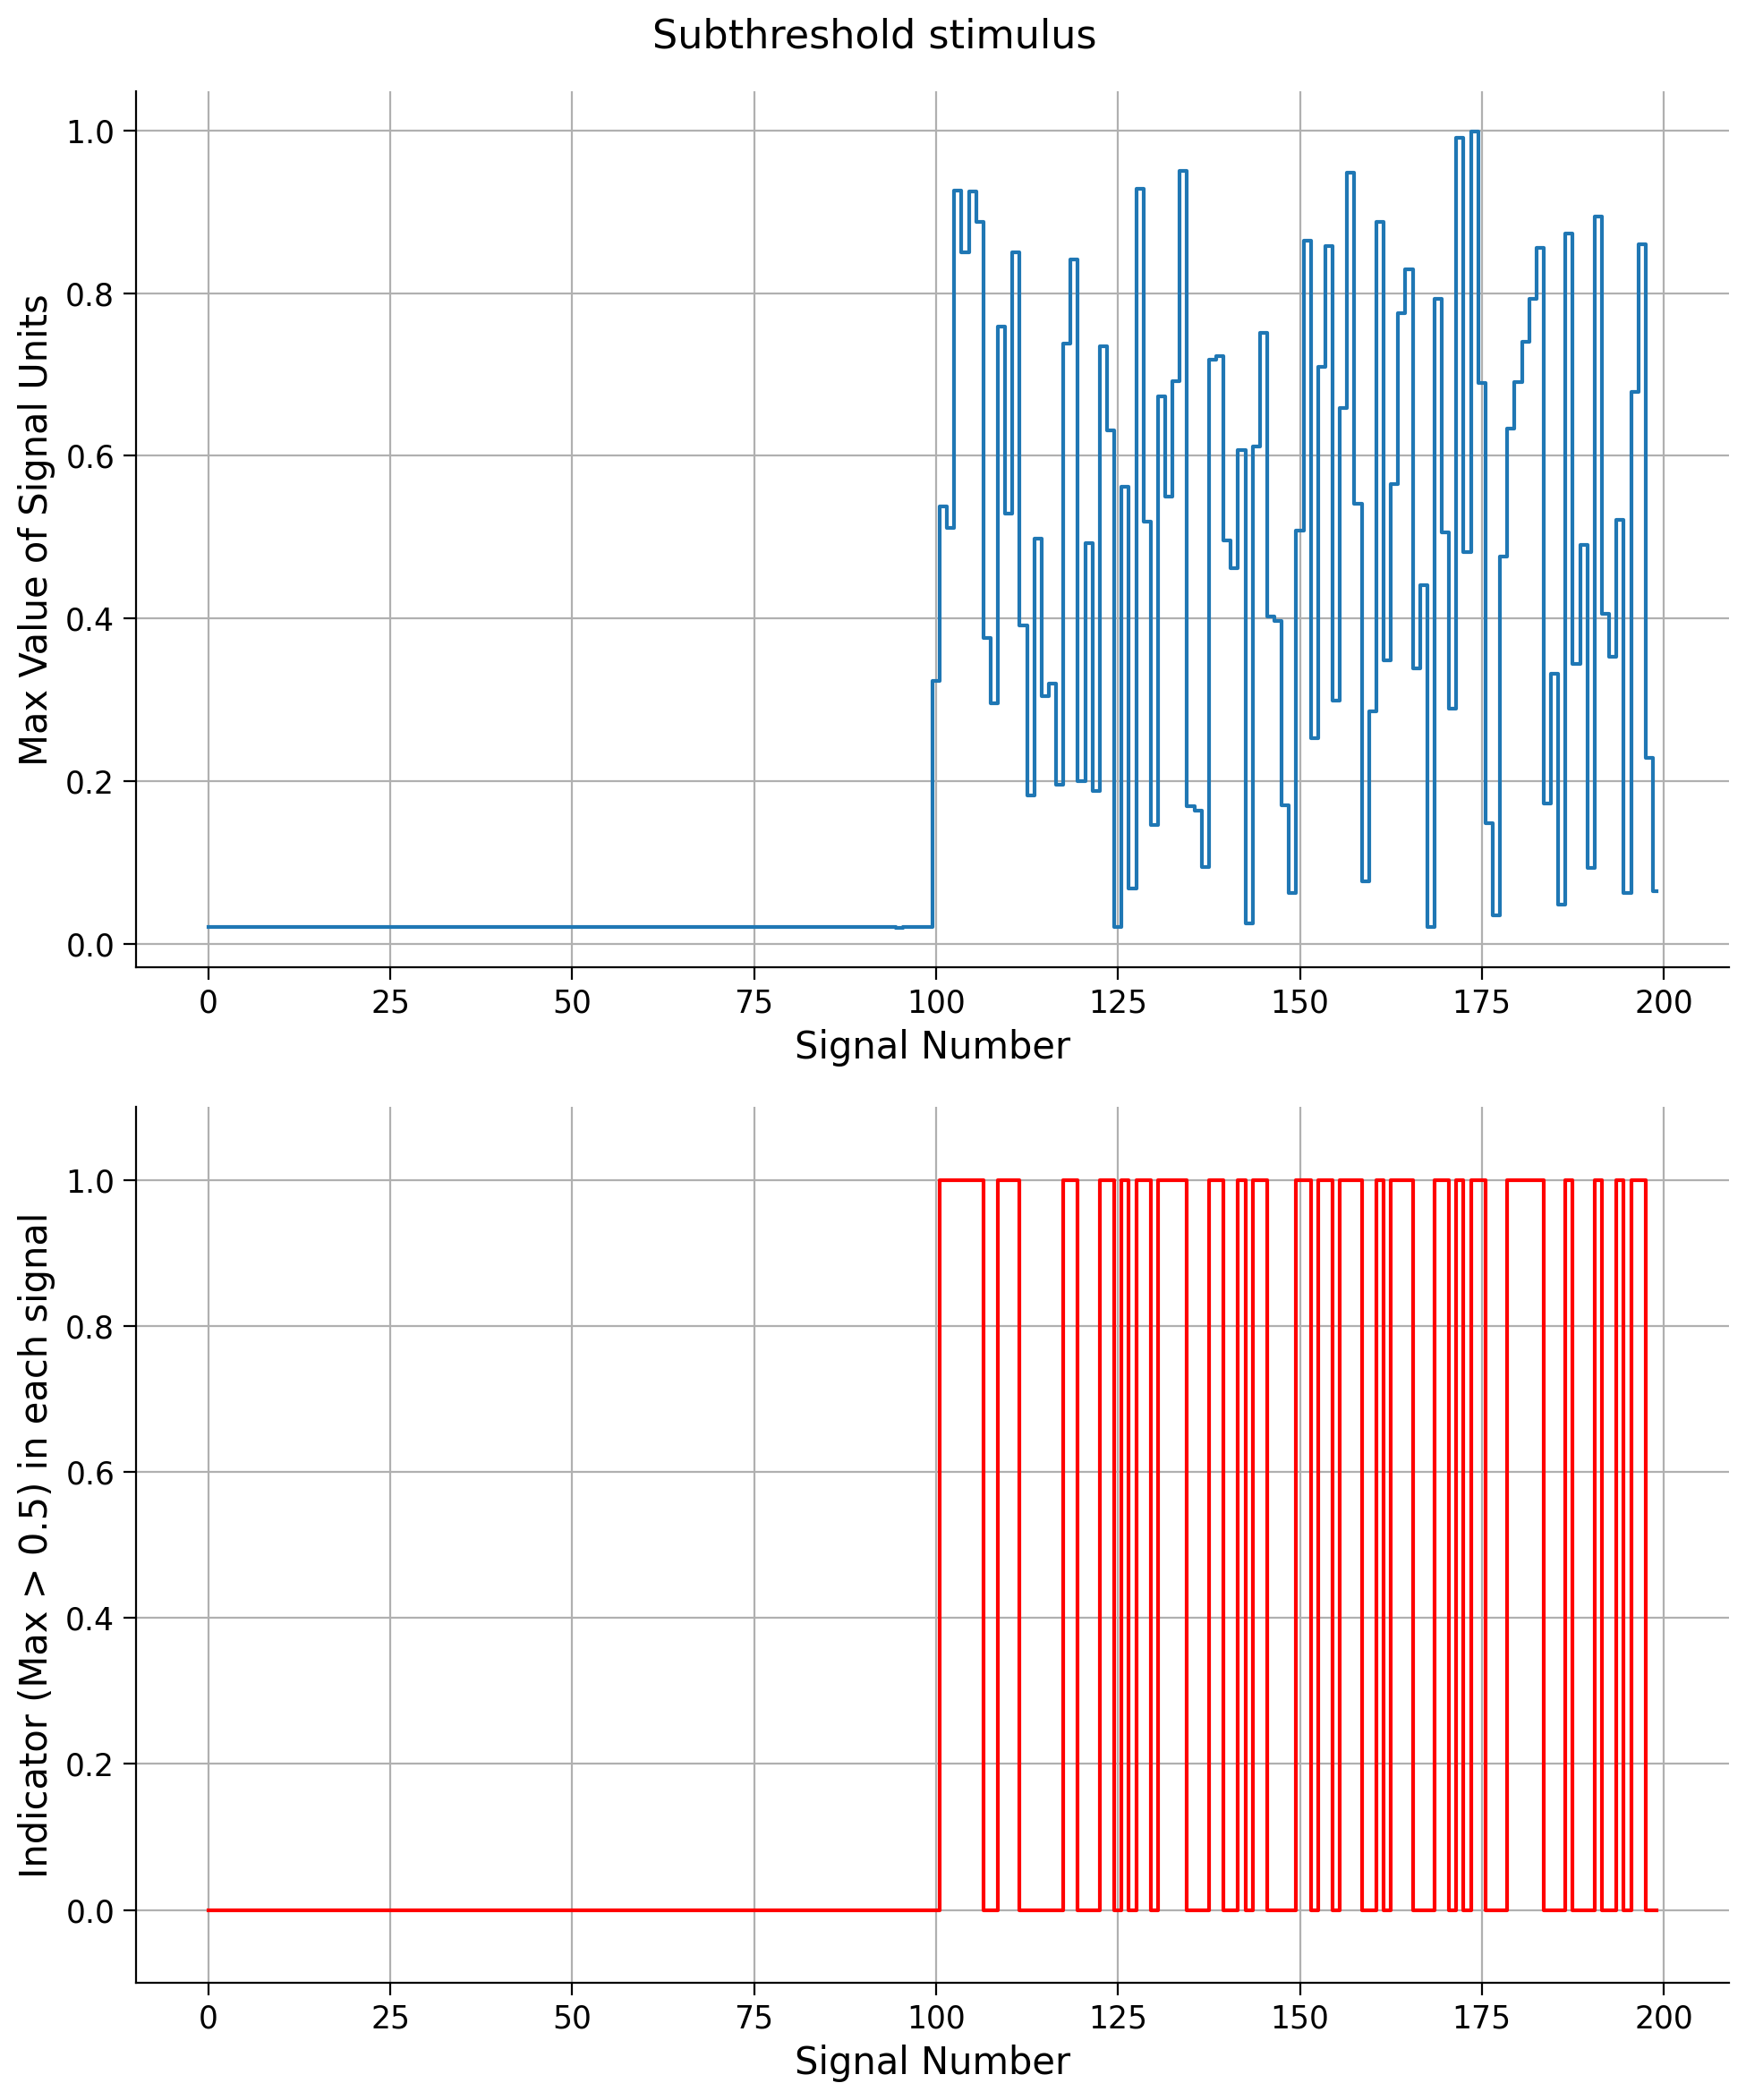 Subthreshold stimulus
Max Value of Signal Units
1.0
0.8
0.6
0.4
0.2
0.0
0 25 50 75 100 125 150 175 200
Signal Number
Indicator (Max > 0.5) in each signal
1.0
0.8
0.6
0.4
0.2
0.0
0 25 50 75 100 125 150 175 200
Signal Number